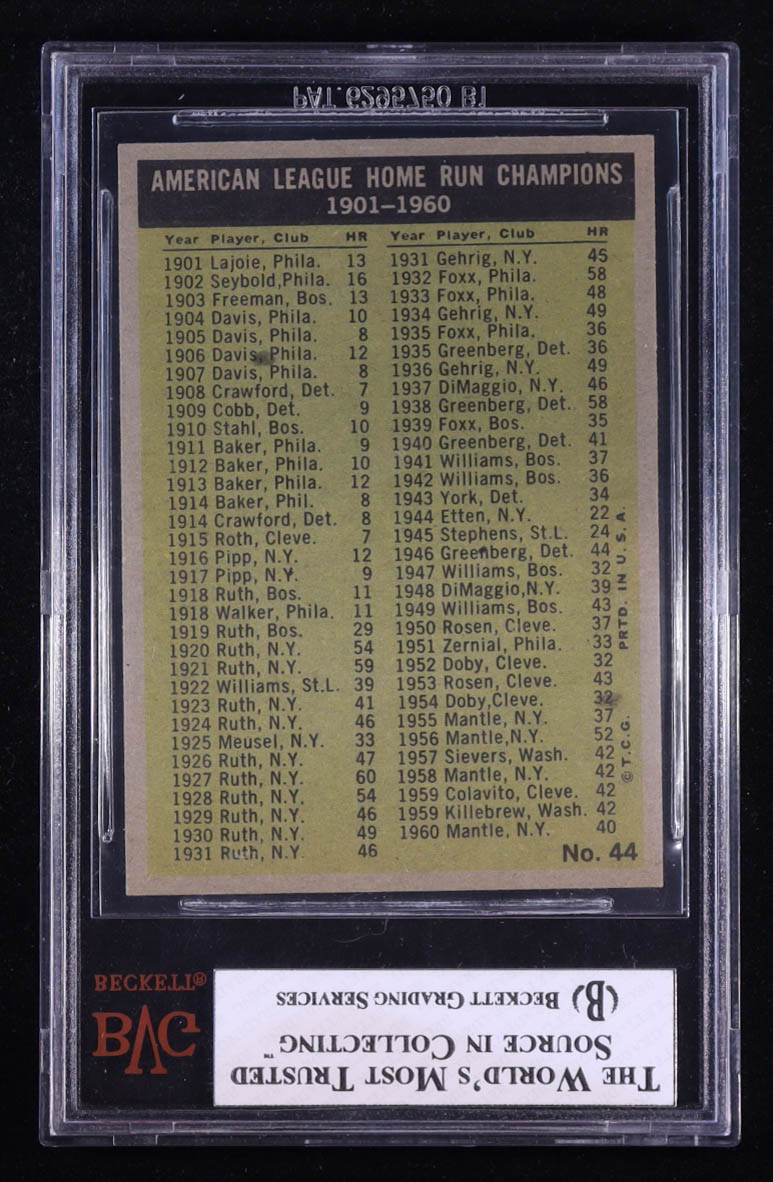 PAT.6295750 B1
AMERICAN LEAGUE HOME RUN CHAMPIONS
1901–1960
Year Player, Club HR
1901 Lajoie, Phila. 13
1902 Seybold,Phila. 16
1903 Freeman, Bos. 13
1904 Davis, Phila. 10
1905 Davis, Phila. 8
1906 Davis, Phila. 12
1907 Davis, Phila. 8
1908 Crawford, Det. 7
1909 Cobb, Det. 9
1910 Stahl, Bos. 10
1911 Baker, Phila. 9
1912 Baker, Phila. 10
1913 Baker, Phila. 12
1914 Baker, Phil. 8
1914 Crawford, Det. 8
1915 Roth, Cleve. 7
1916 Pipp, N.Y. 12
1917 Pipp, N.Y. 9
1918 Ruth, Bos. 11
1918 Walker, Phila. 11
1919 Ruth, Bos. 29
1920 Ruth, N.Y. 54
1921 Ruth, N.Y. 59
1922 Williams, St.L. 39
1923 Ruth, N.Y. 41
1924 Ruth, N.Y. 46
1925 Meusel, N.Y. 33
1926 Ruth, N.Y. 47
1927 Ruth, N.Y. 60
1928 Ruth, N.Y. 54
1929 Ruth, N.Y. 46
1930 Ruth, N.Y. 49
1931 Ruth, N.Y. 46
Year Player, Club HR
1931 Gehrig, N.Y. 45
1932 Foxx, Phila. 58
1933 Foxx, Phila. 48
1934 Gehrig, N.Y. 49
1935 Foxx, Phila. 36
1935 Greenberg, Det. 36
1936 Gehrig, N.Y. 49
1937 DiMaggio, N.Y. 46
1938 Greenberg, Det. 58
1939 Foxx, Bos. 35
1940 Greenberg, Det. 41
1941 Williams, Bos. 37
1942 Williams, Bos. 36
1943 York, Det. 34
1944 Etten, N.Y. 22
1945 Stephens, St.L. 24
1946 Greenberg, Det. 44
1947 Williams, Bos. 32
1948 DiMaggio,N.Y. 39
1949 Williams, Bos. 43
1950 Rosen, Cleve. 37
1951 Zernial, Phila. 33
1952 Doby, Cleve. 32
1953 Rosen, Cleve. 43
1954 Doby,Cleve. 32
1955 Mantle, N.Y. 37
1956 Mantle,N.Y. 52
1957 Sievers, Wash. 42
1958 Mantle, N.Y. 42
1959 Colavito, Cleve. 42
1959 Killebrew, Wash. 42
1960 Mantle, N.Y. 40
© T.C.G. PRTD. IN U.S.A.
No. 44
THE WORLD'S MOST TRUSTED
SOURCE IN COLLECTING™
(B) BECKETT GRADING SERVICES